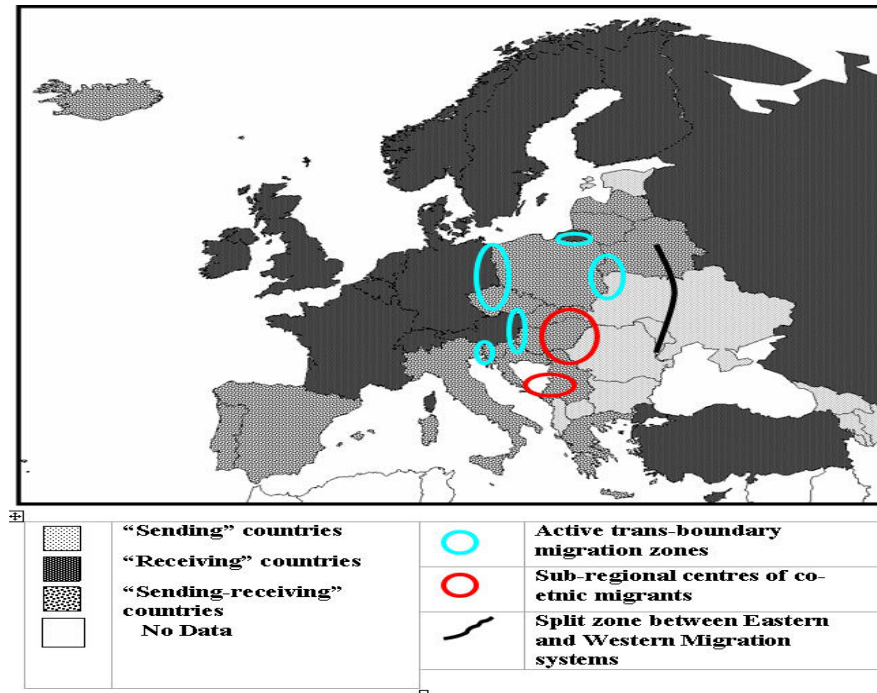 “Sending” countries
“Receiving” countries
“Sending-receiving”
countries
No Data
Active trans-boundary
migration zones
Sub-regional centres of co-
etnic migrants
Split zone between Eastern
and Western Migration
systems